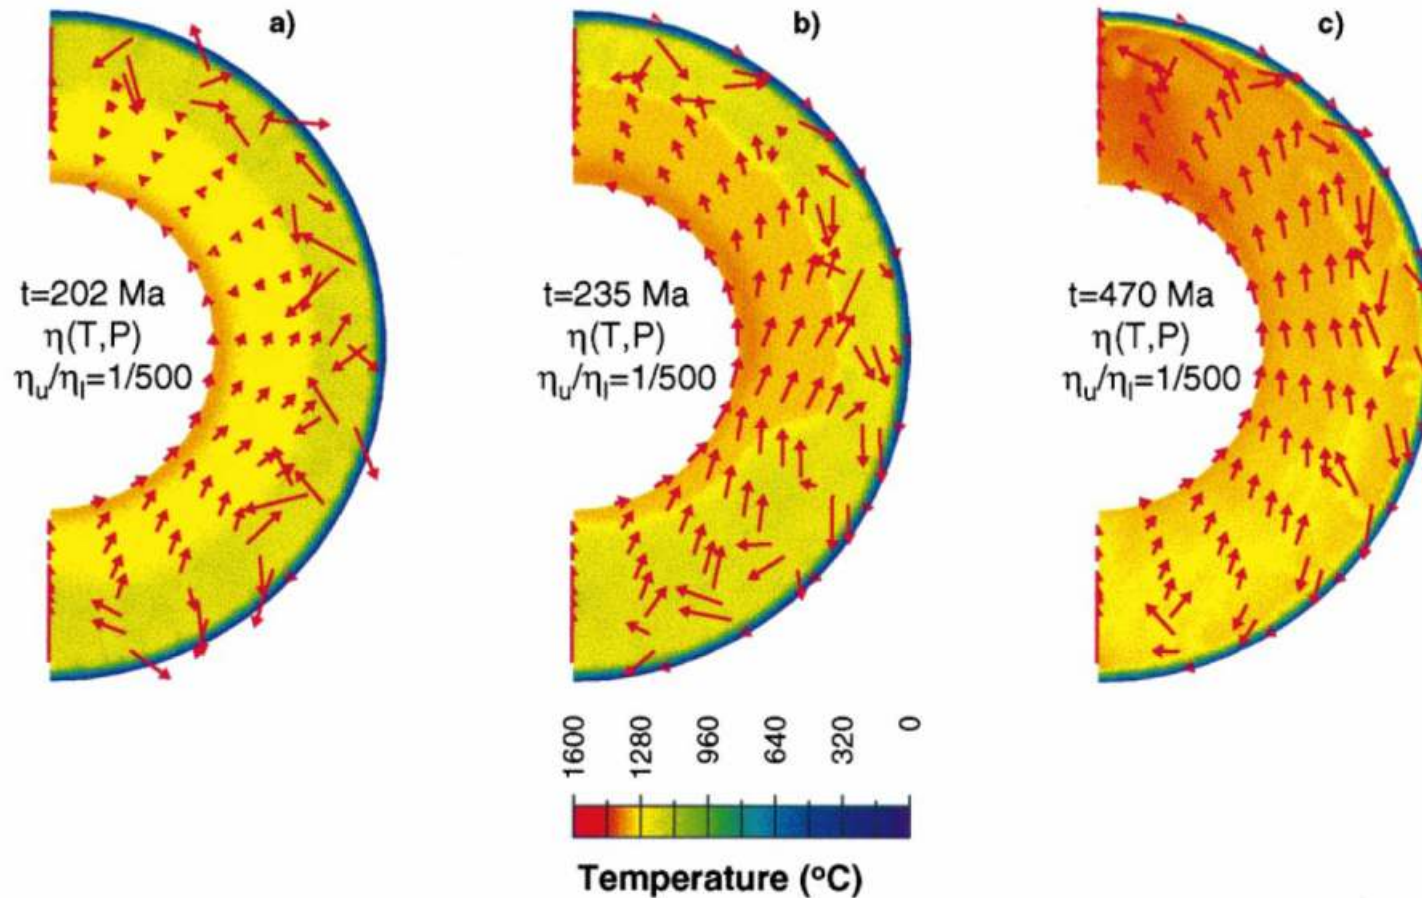 a)
b)
c)
t=202 Ma
η(T,P)
ηu/ηl=1/500
t=235 Ma
η(T,P)
ηu/ηl=1/500
t=470 Ma
η(T,P)
ηu/ηl=1/500
1600
1280
960
640
320
0
Temperature (°C)